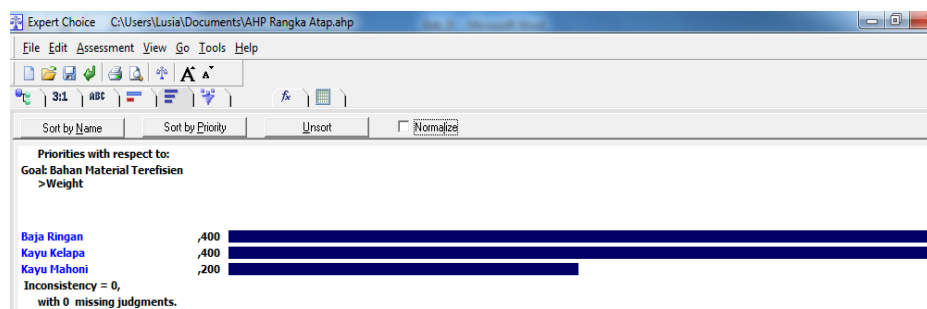 Expert Choice C:\Users\Lusia\Documents\AHP Rangka Atap.ahp
File Edit Assessment View Go Tools Help
A A
3:1 ABC fx
Sort by Name Sort by Priority Unsort Normalize
Priorities with respect to:
Goal: Bahan Material Terefisien
>Weight
Baja Ringan ,400
Kayu Kelapa ,400
Kayu Mahoni ,200
Inconsistency = 0,
with 0 missing judgments.